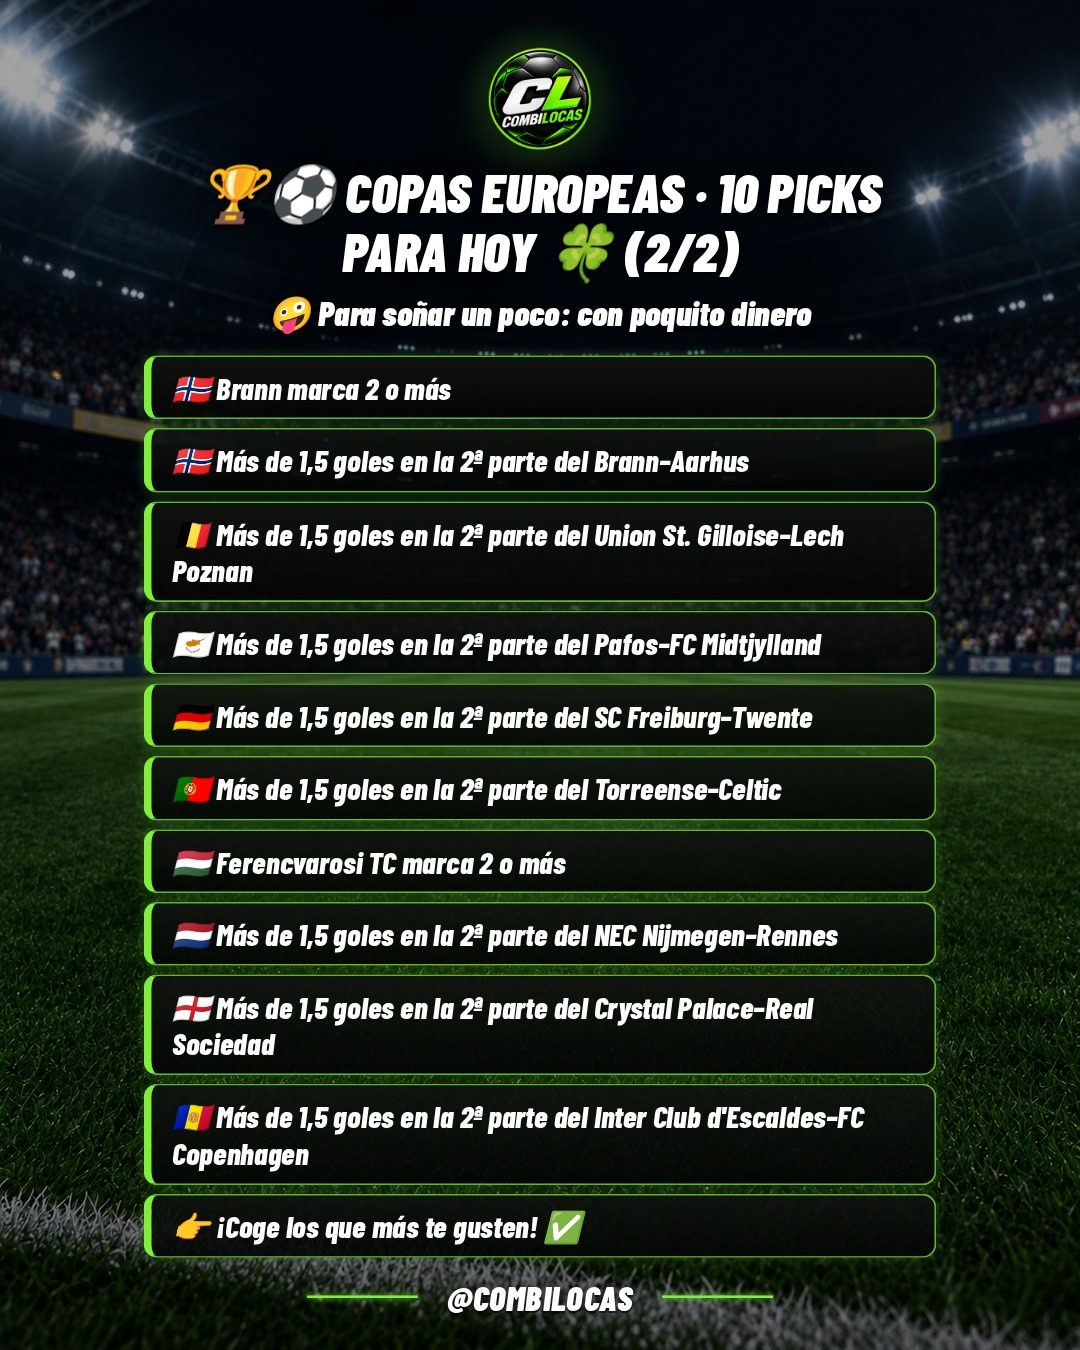 CL
COMBILOCAS
🏆⚽ COPAS EUROPEAS · 10 PICKS
PARA HOY 🍀 (2/2)
🤪 Para soñar un poco: con poquito dinero
🇳🇴 Brann marca 2 o más
🇳🇴 Más de 1,5 goles en la 2ª parte del Brann-Aarhus
🇧🇪 Más de 1,5 goles en la 2ª parte del Union St. Gilloise-Lech
Poznan
🇨🇾 Más de 1,5 goles en la 2ª parte del Pafos-FC Midtjylland
🇩🇪 Más de 1,5 goles en la 2ª parte del SC Freiburg-Twente
🇵🇹 Más de 1,5 goles en la 2ª parte del Torreense-Celtic
🇭🇺 Ferencvarosi TC marca 2 o más
🇳🇱 Más de 1,5 goles en la 2ª parte del NEC Nijmegen-Rennes
🏴󠁧󠁢󠁥󠁮󠁧󠁿 Más de 1,5 goles en la 2ª parte del Crystal Palace-Real
Sociedad
🇦🇩 Más de 1,5 goles en la 2ª parte del Inter Club d'Escaldes-FC
Copenhagen
👉 ¡Coge los que más te gusten! ✅
@COMBILOCAS